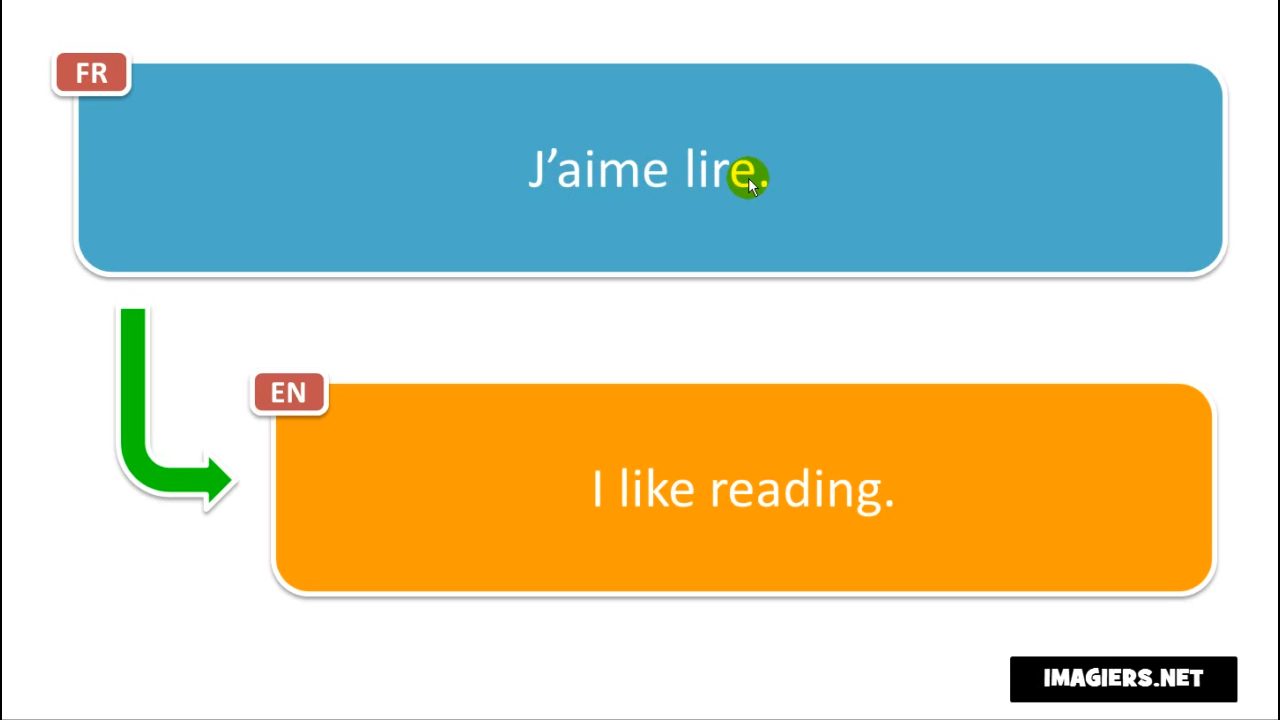 FR
J’aime lire.
EN
I like reading.
IMAGIERS.NET